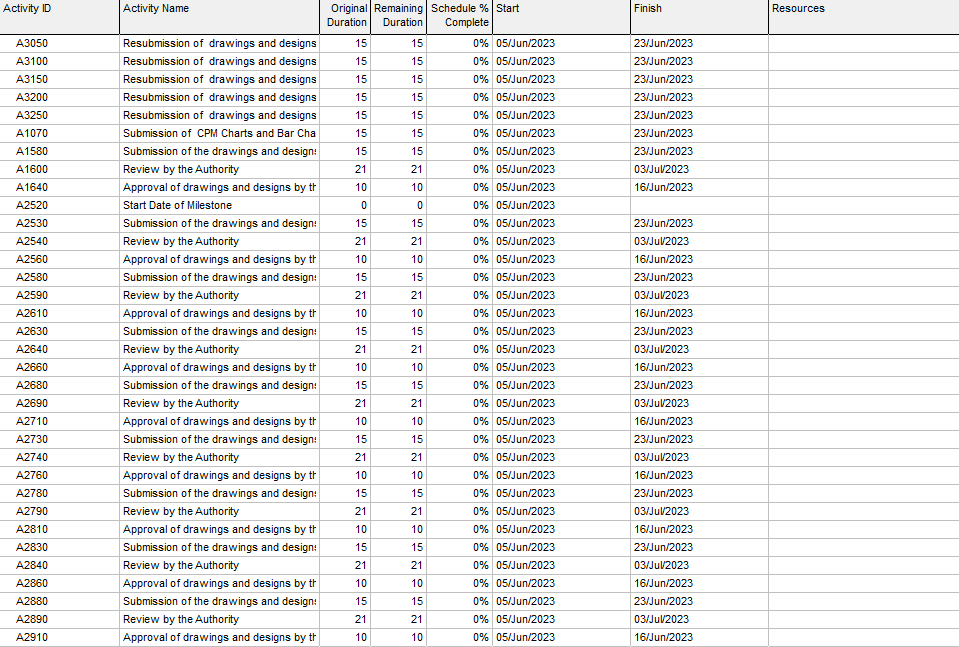 Activity ID Activity Name Original Duration Remaining Duration Schedule % Complete Start Finish Resources
A3050 Resubmission of drawings and designs 15 15 0% 05/Jun/2023 23/Jun/2023
A3100 Resubmission of drawings and designs 15 15 0% 05/Jun/2023 23/Jun/2023
A3150 Resubmission of drawings and designs 15 15 0% 05/Jun/2023 23/Jun/2023
A3200 Resubmission of drawings and designs 15 15 0% 05/Jun/2023 23/Jun/2023
A3250 Resubmission of drawings and designs 15 15 0% 05/Jun/2023 23/Jun/2023
A1070 Submission of CPM Charts and Bar Cha 15 15 0% 05/Jun/2023 23/Jun/2023
A1580 Submission of the drawings and designs 15 15 0% 05/Jun/2023 23/Jun/2023
A1600 Review by the Authority 21 21 0% 05/Jun/2023 03/Jul/2023
A1640 Approval of drawings and designs by th 10 10 0% 05/Jun/2023 16/Jun/2023
A2520 Start Date of Milestone 0 0 0% 05/Jun/2023
A2530 Submission of the drawings and designs 15 15 0% 05/Jun/2023 23/Jun/2023
A2540 Review by the Authority 21 21 0% 05/Jun/2023 03/Jul/2023
A2560 Approval of drawings and designs by th 10 10 0% 05/Jun/2023 16/Jun/2023
A2580 Submission of the drawings and designs 15 15 0% 05/Jun/2023 23/Jun/2023
A2590 Review by the Authority 21 21 0% 05/Jun/2023 03/Jul/2023
A2610 Approval of drawings and designs by th 10 10 0% 05/Jun/2023 16/Jun/2023
A2630 Submission of the drawings and designs 15 15 0% 05/Jun/2023 23/Jun/2023
A2640 Review by the Authority 21 21 0% 05/Jun/2023 03/Jul/2023
A2660 Approval of drawings and designs by th 10 10 0% 05/Jun/2023 16/Jun/2023
A2680 Submission of the drawings and designs 15 15 0% 05/Jun/2023 23/Jun/2023
A2690 Review by the Authority 21 21 0% 05/Jun/2023 03/Jul/2023
A2710 Approval of drawings and designs by th 10 10 0% 05/Jun/2023 16/Jun/2023
A2730 Submission of the drawings and designs 15 15 0% 05/Jun/2023 23/Jun/2023
A2740 Review by the Authority 21 21 0% 05/Jun/2023 03/Jul/2023
A2760 Approval of drawings and designs by th 10 10 0% 05/Jun/2023 16/Jun/2023
A2780 Submission of the drawings and designs 15 15 0% 05/Jun/2023 23/Jun/2023
A2790 Review by the Authority 21 21 0% 05/Jun/2023 03/Jul/2023
A2810 Approval of drawings and designs by th 10 10 0% 05/Jun/2023 16/Jun/2023
A2830 Submission of the drawings and designs 15 15 0% 05/Jun/2023 23/Jun/2023
A2840 Review by the Authority 21 21 0% 05/Jun/2023 03/Jul/2023
A2860 Approval of drawings and designs by th 10 10 0% 05/Jun/2023 16/Jun/2023
A2880 Submission of the drawings and designs 15 15 0% 05/Jun/2023 23/Jun/2023
A2890 Review by the Authority 21 21 0% 05/Jun/2023 03/Jul/2023
A2910 Approval of drawings and designs by th 10 10 0% 05/Jun/2023 16/Jun/2023